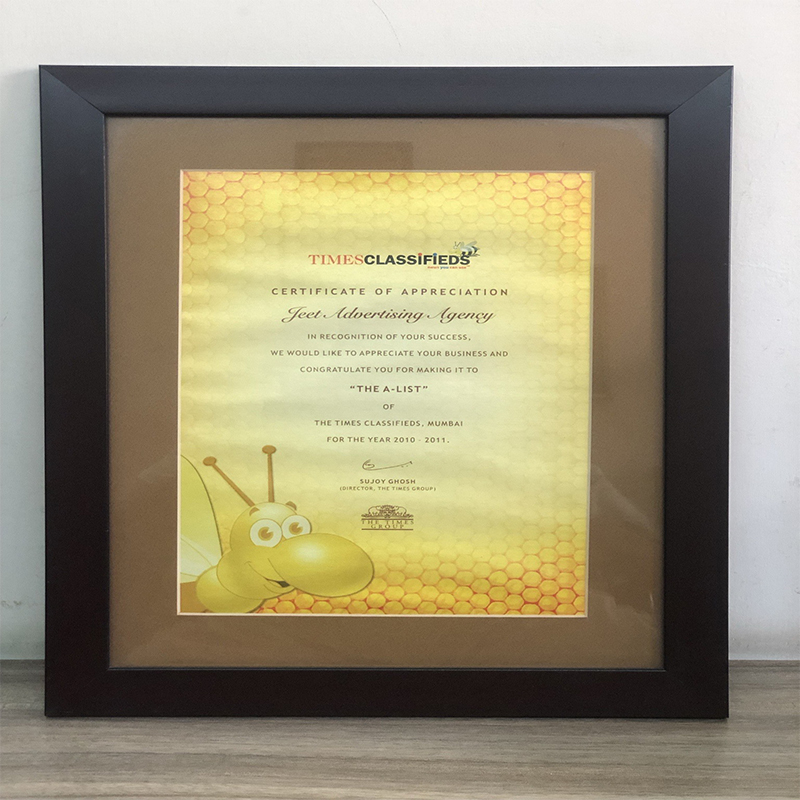 TIMESCLASSIFIEDS
CERTIFICATE OF APPRECIATION
Jeet Advertising Agency
IN RECOGNITION OF YOUR SUCCESS,
WE WOULD LIKE TO APPRECIATE YOUR BUSINESS AND
CONGRATULATE YOU FOR MAKING IT TO
"THE A-LIST"
OF
THE TIMES CLASSIFIEDS, MUMBAI
FOR THE YEAR 2010 - 2011.
SUJOY GHOSH
(DIRECTOR, THE TIMES GROUP)
THE TIMES
GROUP